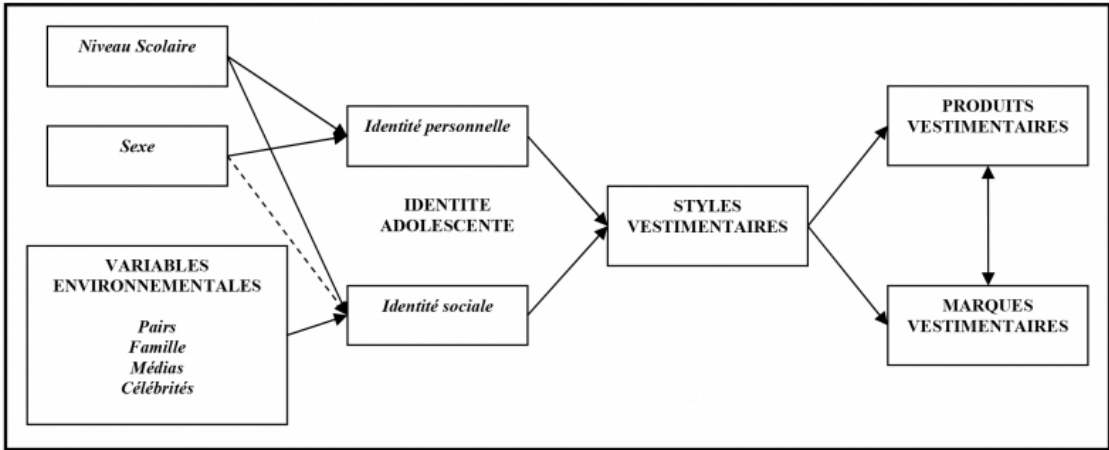 Niveau Scolaire
Sexe
VARIABLES
ENVIRONNEMENTALES
Pairs
Famille
Médias
Célébrités
Identité personnelle
IDENTITE
ADOLESCENTE
Identité sociale
STYLES
VESTIMENTAIRES
PRODUITS
VESTIMENTAIRES
MARQUES
VESTIMENTAIRES